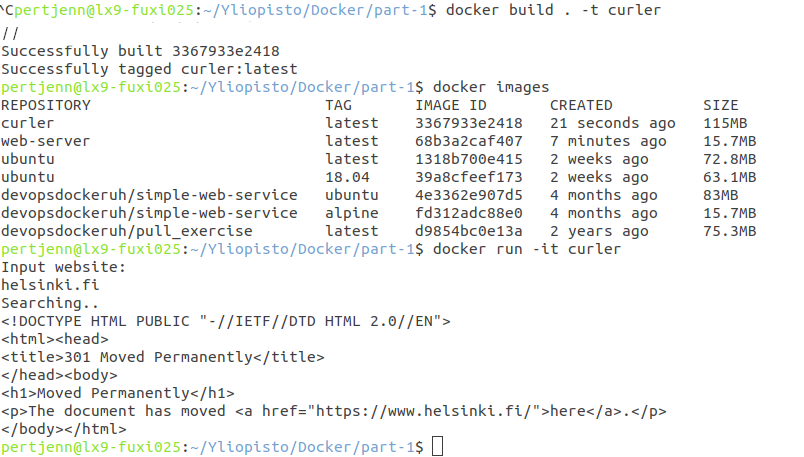 ^Cpertjenn@lx9-fuxi025:~/Yliopisto/Docker/part-1$ docker build . -t curler
//
Successfully built 3367933e2418
Successfully tagged curler:latest
pertjenn@lx9-fuxi025:~/Yliopisto/Docker/part-1$ docker images
REPOSITORY                          TAG       IMAGE ID       CREATED          SIZE
curler                              latest    3367933e2418   21 seconds ago   115MB
web-server                          latest    68b3a2caf407   7 minutes ago    15.7MB
ubuntu                              latest    1318b700e415   2 weeks ago      72.8MB
ubuntu                              18.04     39a8cfeef173   2 weeks ago      63.1MB
devopsdockeruh/simple-web-service   ubuntu    4e3362e907d5   4 months ago     83MB
devopsdockeruh/simple-web-service   alpine    fd312adc88e0   4 months ago     15.7MB
devopsdockeruh/pull_exercise        latest    d9854bc0e13a   2 years ago      75.3MB
pertjenn@lx9-fuxi025:~/Yliopisto/Docker/part-1$ docker run -it curler
Input website:
helsinki.fi
Searching..
<!DOCTYPE HTML PUBLIC "-//IETF//DTD HTML 2.0//EN">
<html><head>
<title>301 Moved Permanently</title>
</head><body>
<h1>Moved Permanently</h1>
<p>The document has moved <a href="https://www.helsinki.fi/">here</a>.</p>
</body></html>
pertjenn@lx9-fuxi025:~/Yliopisto/Docker/part-1$